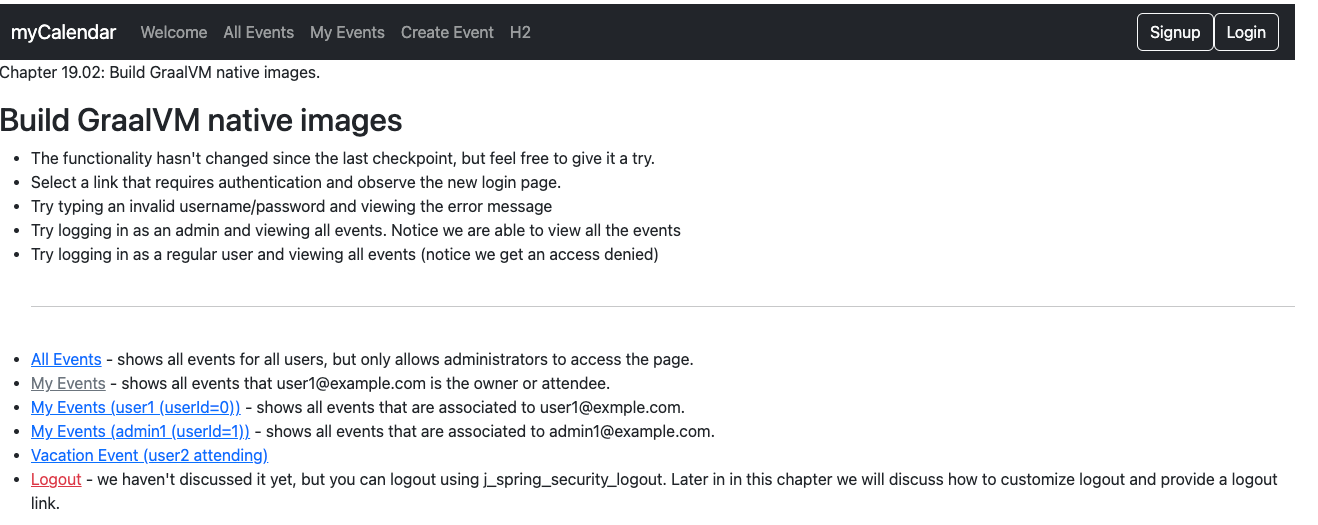 myCalendar Welcome All Events My Events Create Event H2 Signup Login
Chapter 19.02: Build GraalVM native images.
Build GraalVM native images
• The functionality hasn't changed since the last checkpoint, but feel free to give it a try.
• Select a link that requires authentication and observe the new login page.
• Try typing an invalid username/password and viewing the error message
• Try logging in as an admin and viewing all events. Notice we are able to view all the events
• Try logging in as a regular user and viewing all events (notice we get an access denied)
• All Events - shows all events for all users, but only allows administrators to access the page.
• My Events - shows all events that user1@example.com is the owner or attendee.
• My Events (user1 (userId=0)) - shows all events that are associated to user1@exmple.com.
• My Events (admin1 (userId=1)) - shows all events that are associated to admin1@example.com.
• Vacation Event (user2 attending)
• Logout - we haven't discussed it yet, but you can logout using j_spring_security_logout. Later in in this chapter we will discuss how to customize logout and provide a logout
link.